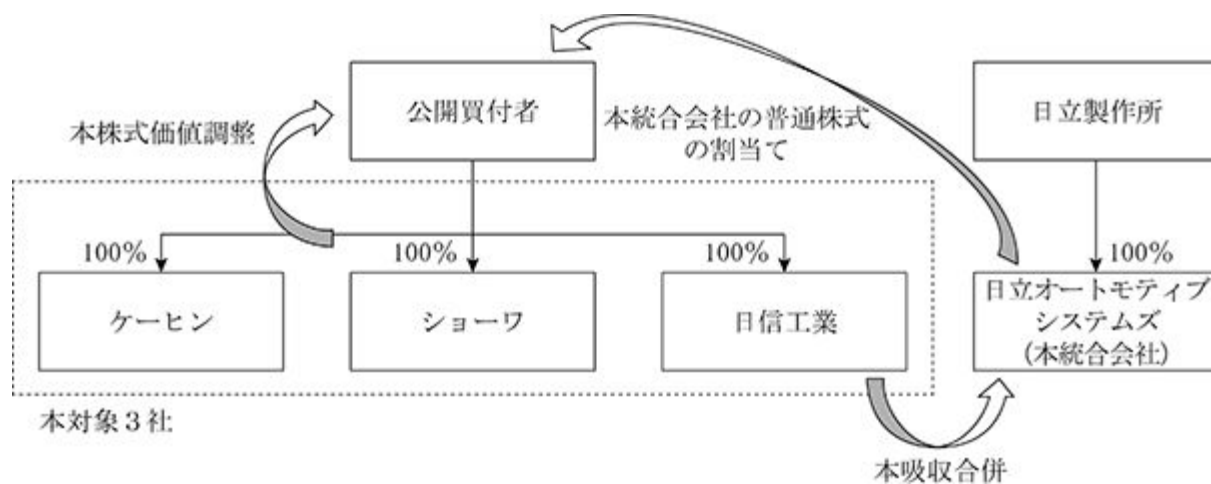 公開買付者
日立製作所
本株式価値調整
本統合会社の普通株式
の割当て
100%
100%
100%
100%
ケーヒン
ショーワ
日信工業
日立オートモティブ
システムズ
(本統合会社)
本対象3社
本吸収合併